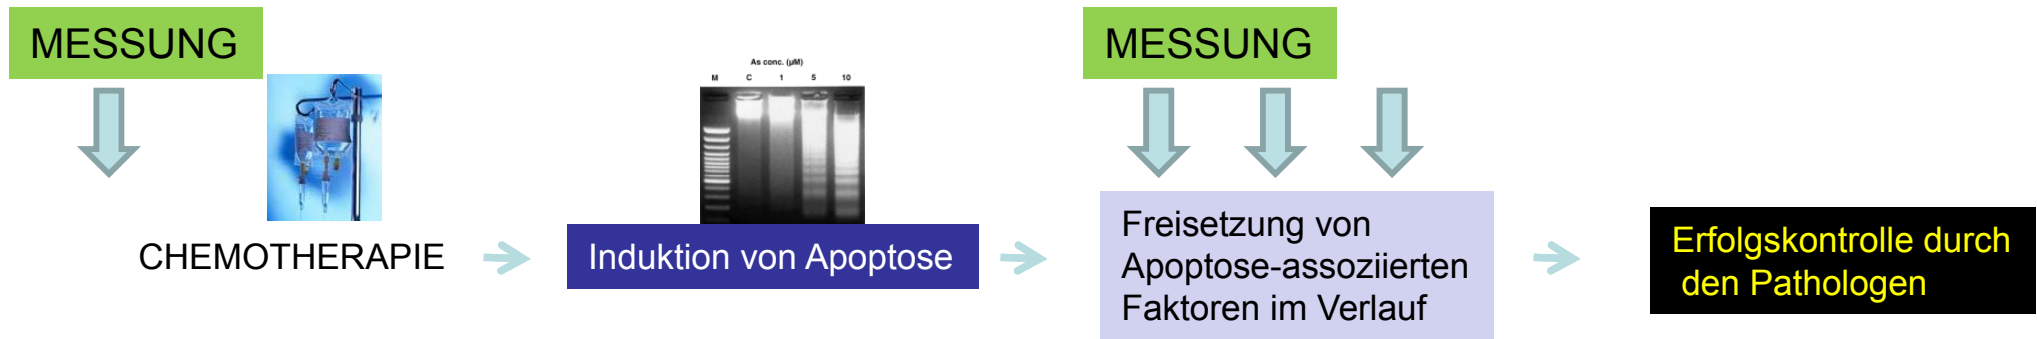 MESSUNG
CHEMOTHERAPIE
As conc. (µM)
M C 1 5 10
Induktion von Apoptose
MESSUNG
Freisetzung von
Apoptose-assoziierten
Faktoren im Verlauf
Erfolgskontrolle durch
den Pathologen